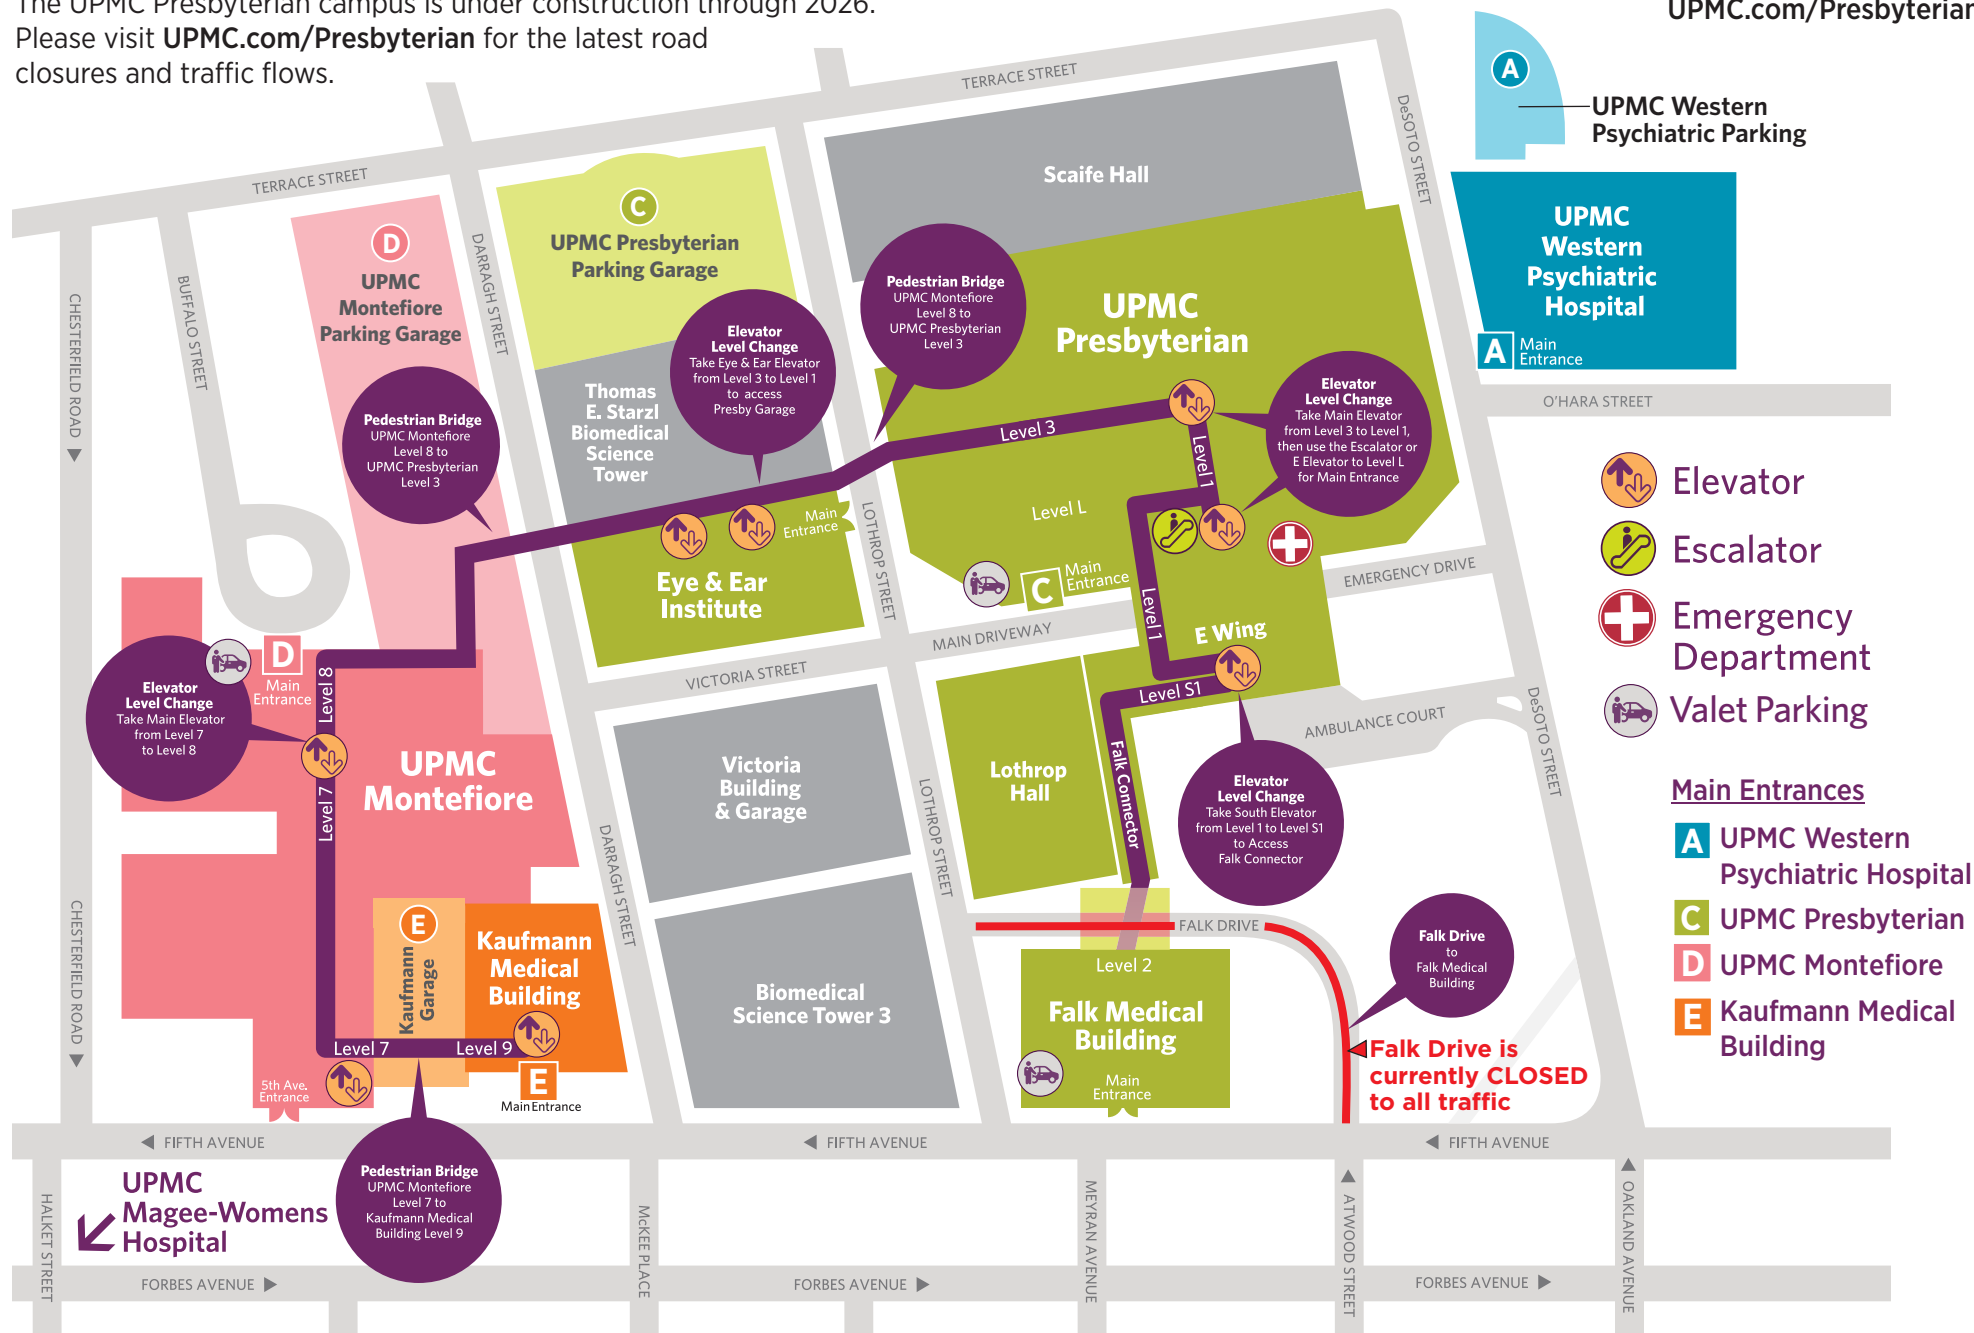 The UPMC Presbyterian campus is under construction through 2026.
Please visit UPMC.com/Presbyterian for the latest road
closures and traffic flows.
UPMC.com/Presbyterian
TERRACE STREET
TERRACE STREET
DeSOTO STREET
A
UPMC Western
Psychiatric Parking
Scaife Hall
C
UPMC Presbyterian
Parking Garage
D
UPMC
Montefiore
Parking Garage
DARRAGH STREET
BUFFALO STREET
CHESTERFIELD ROAD
UPMC
Western
Psychiatric
Hospital
A
Main
Entrance
O'HARA STREET
Pedestrian Bridge
UPMC Montefiore
Level 8 to
UPMC Presbyterian
Level 3
UPMC
Presbyterian
Elevator
Level Change
Take Eye & Ear Elevator
from Level 3 to Level 1
to access
Presby Garage
Thomas
E. Starzl
Biomedical
Science
Tower
Pedestrian Bridge
UPMC Montefiore
Level 8 to
UPMC Presbyterian
Level 3
Elevator
Level Change
Take Main Elevator
from Level 3 to Level 1,
then use the Escalator or
E Elevator to Level L
for Main Entrance
Level 3
Level 1
Level L
Main
Entrance
LOTHROP STREET
Eye & Ear
Institute
C
Main
Entrance
Level 1
E Wing
EMERGENCY DRIVE
MAIN DRIVEWAY
VICTORIA STREET
Level S1
AMBULANCE COURT
DeSOTO STREET
Elevator
Escalator
Emergency
Department
Valet Parking
Main Entrances
A
UPMC Western
Psychiatric Hospital
C
UPMC Presbyterian
D
UPMC Montefiore
E
Kaufmann Medical
Building
D
Main
Entrance
Elevator
Level Change
Take Main Elevator
from Level 7
to Level 8
Level 8
Level 7
UPMC
Montefiore
Victoria
Building
& Garage
LOTHROP STREET
Lothrop
Hall
Falk Connector
Elevator
Level Change
Take South Elevator
from Level 1 to Level S1
to Access
Falk Connector
DARRAGH STREET
CHESTERFIELD ROAD
E
Kaufmann
Garage
Kaufmann
Medical
Building
Level 7
Level 9
E
Main Entrance
5th Ave.
Entrance
Biomedical
Science Tower 3
FALK DRIVE
Level 2
Falk Medical
Building
Main
Entrance
Falk Drive
to
Falk Medical
Building
Falk Drive is
currently CLOSED
to all traffic
FIFTH AVENUE
FIFTH AVENUE
FIFTH AVENUE
UPMC
Magee-Womens
Hospital
Pedestrian Bridge
UPMC Montefiore
Level 7 to
Kaufmann Medical
Building Level 9
HALKET STREET
McKEE PLACE
MEYRAN AVENUE
ATWOOD STREET
OAKLAND AVENUE
FORBES AVENUE
FORBES AVENUE
FORBES AVENUE